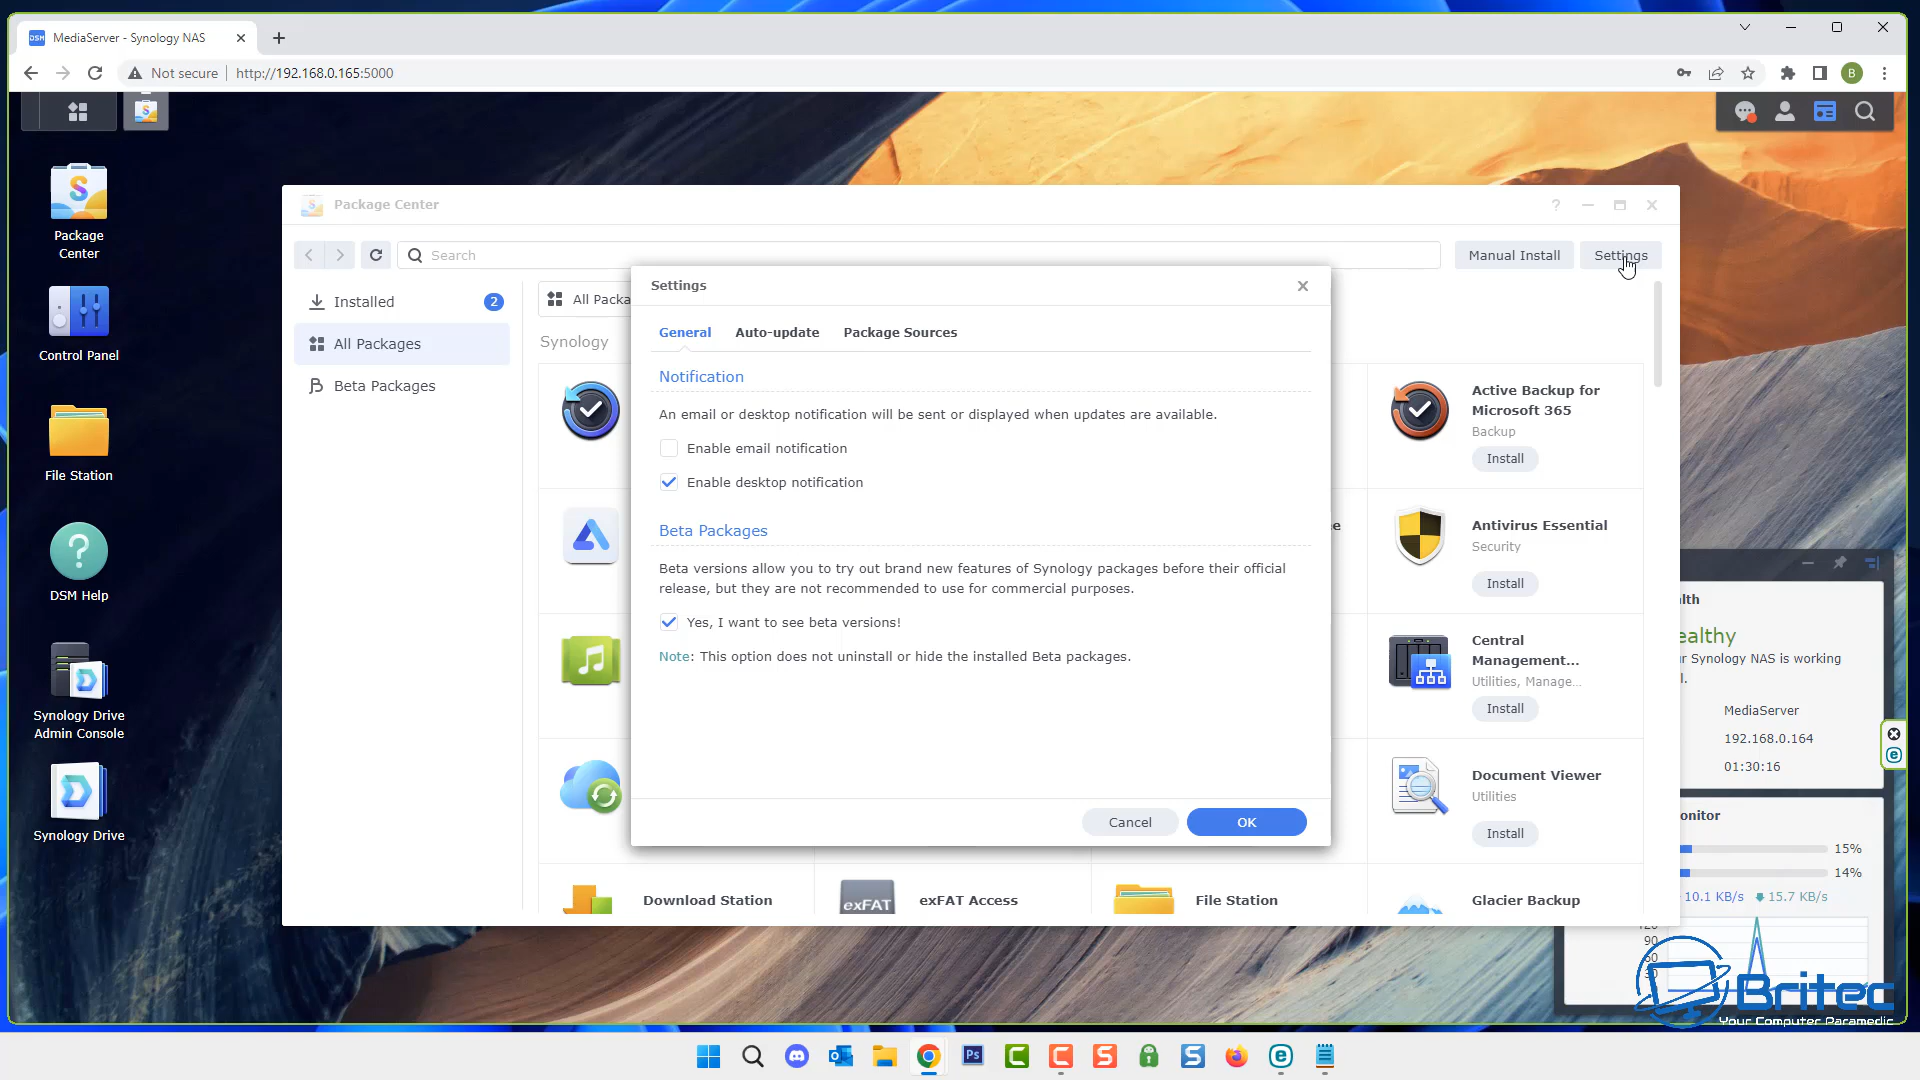 DSM
MediaServer - Synology NAS
Not secure
http://192.168.0.165:5000
B
Package Center
Control Panel
File Station
DSM Help
Synology Drive
Admin Console
Synology Drive
Package Center
Search
Manual Install
Settings
Installed
2
All Packages
Beta Packages
All Packa
Synology
Active Backup for
Microsoft 365
Backup
Install
Antivirus Essential
Security
Install
Central
Management...
Utilities, Manage...
Install
Document Viewer
Utilities
Install
Download Station
exFAT
exFAT Access
File Station
Glacier Backup
Settings
General
Auto-update
Package Sources
Notification
An email or desktop notification will be sent or displayed when updates are available.
Enable email notification
Enable desktop notification
Beta Packages
Beta versions allow you to try out brand new features of Synology packages before their official
release, but they are not recommended to use for commercial purposes.
Yes, I want to see beta versions!
Note: This option does not uninstall or hide the installed Beta packages.
Cancel
OK
lth
ealthy
r Synology NAS is working
l.
MediaServer
192.168.0.164
01:30:16
onitor
15%
14%
10.1 KB/s
15.7 KB/s
90
Britec
Your Computer Paramedic
Ps